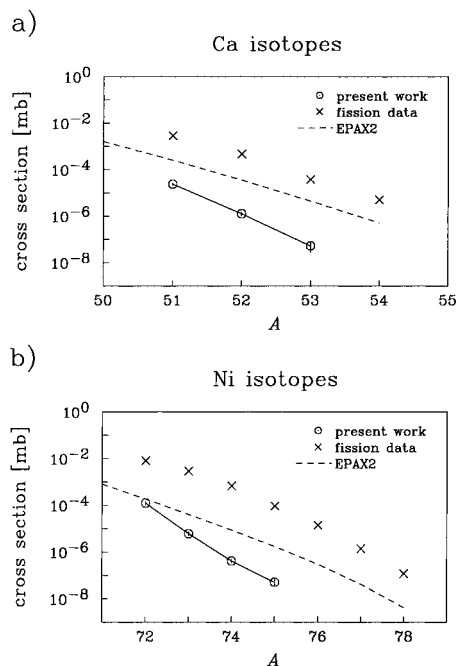 a)
Ca isotopes
cross section [mb]
10^0
10^-2
10^-4
10^-6
10^-8
present work
fission data
EPAX2
50 51 52 53 54 55
A
b)
Ni isotopes
cross section [mb]
10^0
10^-2
10^-4
10^-6
10^-8
present work
fission data
EPAX2
72 74 76 78
A